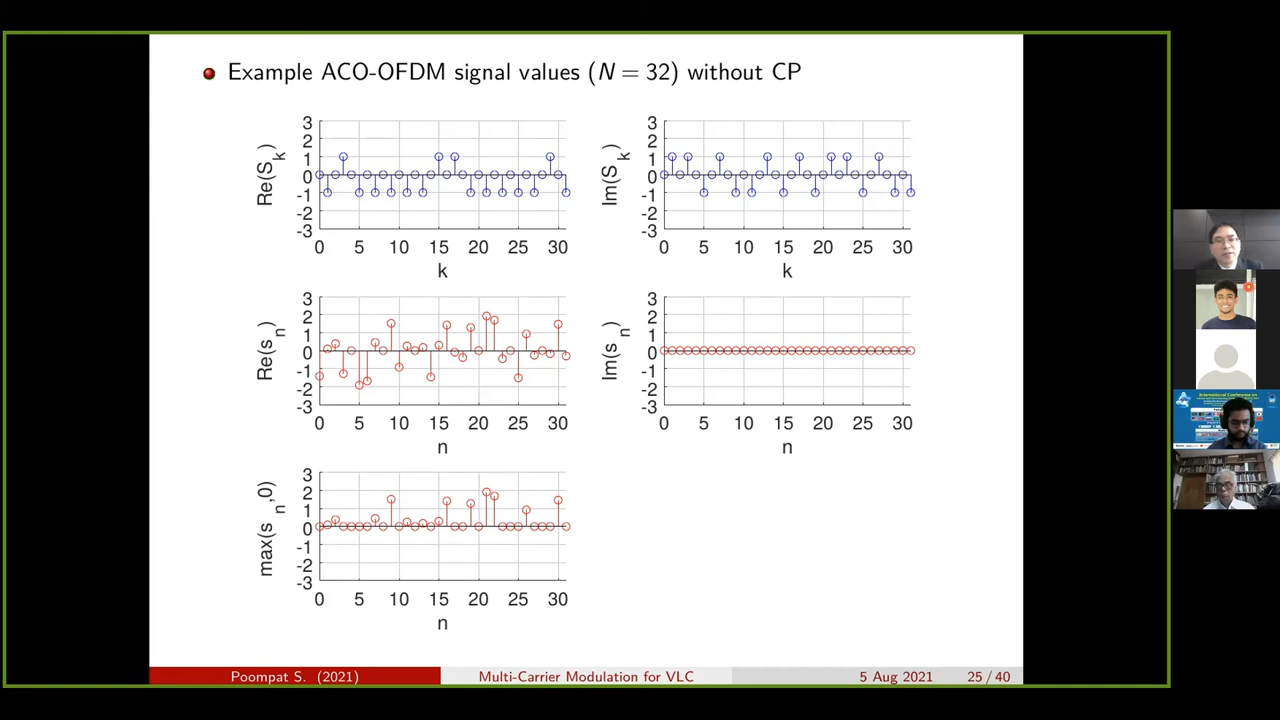 Example ACO-OFDM signal values (N = 32) without CP
3
2
1
0
-1
-2
-3
Re(S_k)
0 5 10 15 20 25 30
k
3
2
1
0
-1
-2
-3
Im(S_k)
0 5 10 15 20 25 30
k
3
2
1
0
-1
-2
-3
Re(s_n)
0 5 10 15 20 25 30
n
3
2
1
0
-1
-2
-3
Im(s_n)
0 5 10 15 20 25 30
n
3
2
1
0
-1
-2
-3
max(s_n,0)
0 5 10 15 20 25 30
n
International Conference on
Poompat S. (2021) Multi-Carrier Modulation for VLC 5 Aug 2021 25 / 40